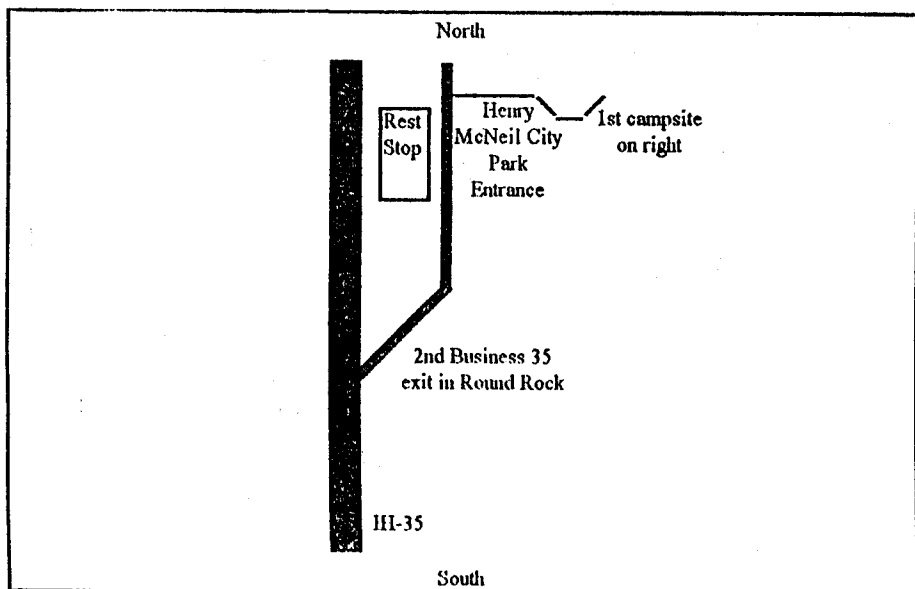 North
Rest
Stop
Henry
McNeil City
Park
Entrance
1st campsite
on right
2nd Business 35
exit in Round Rock
IH-35
South